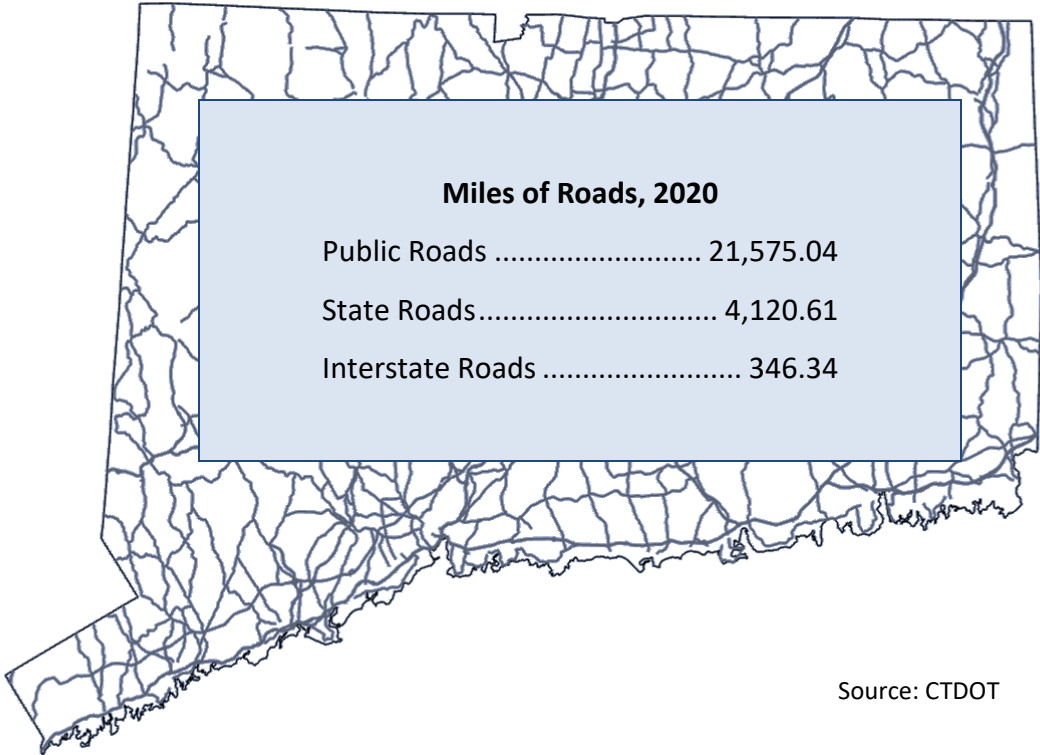 Miles of Roads, 2020
Public Roads .......................... 21,575.04
State Roads.............................. 4,120.61
Interstate Roads ......................... 346.34
Source: CTDOT